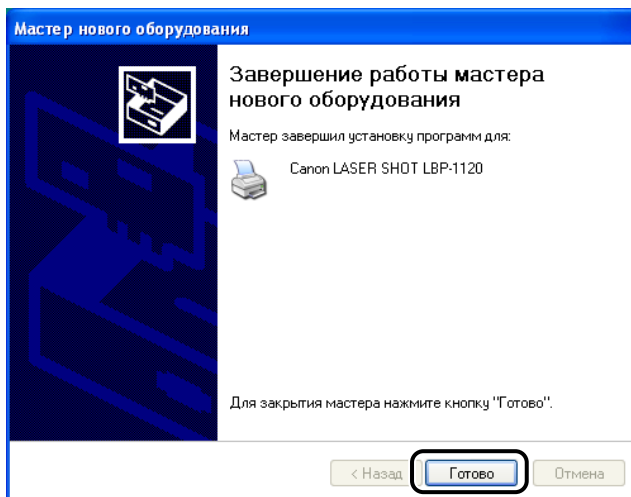 Мастер нового оборудования
Завершение работы мастера
нового оборудования
Мастер завершил установку программ для:
Canon LASER SHOT LBP-1120
Для закрытия мастера нажмите кнопку "Готово".
< Назад
Готово
Отмена